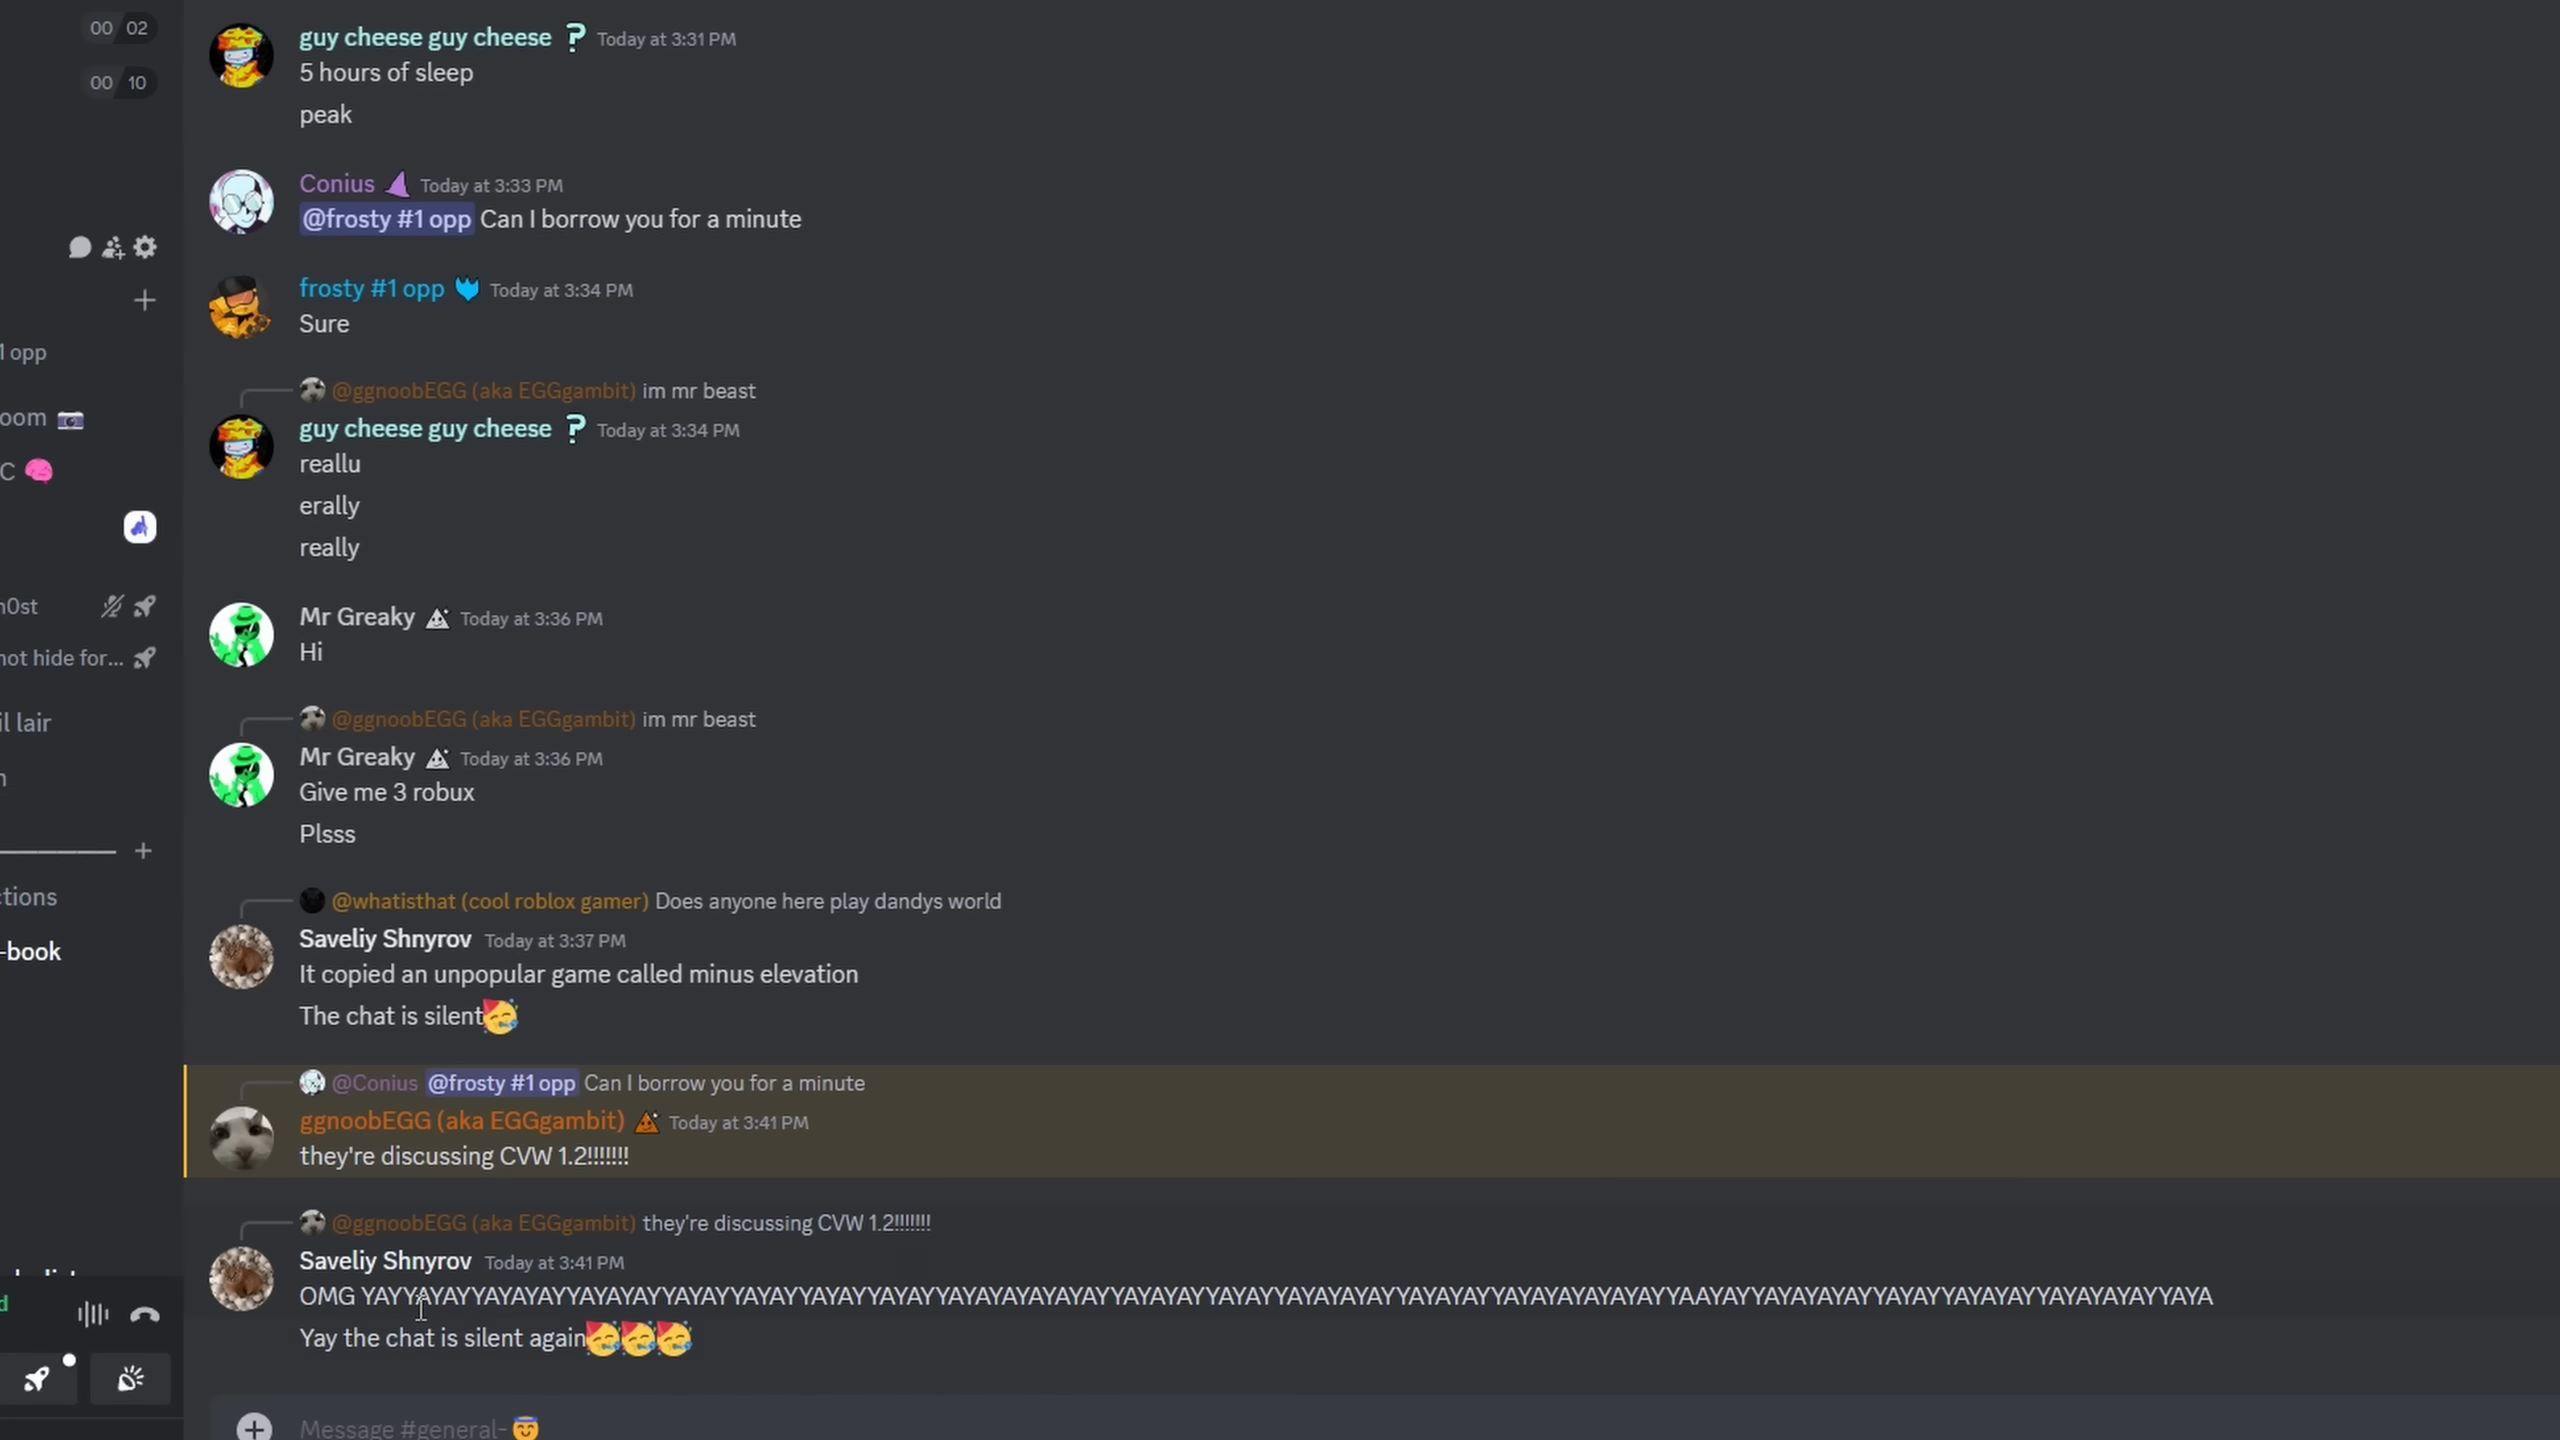 00 02
00 10
1 opp
oom
C
n0st
not hide for...
il lair
ctions
-book
guy cheese guy cheese ? Today at 3:31 PM
5 hours of sleep
peak
Conius Today at 3:33 PM
@frosty #1 opp Can I borrow you for a minute
frosty #1 opp Today at 3:34 PM
Sure
@ggnoobEGG (aka EGGgambit) im mr beast
guy cheese guy cheese ? Today at 3:34 PM
reallu
erally
really
Mr Greaky Today at 3:36 PM
Hi
@ggnoobEGG (aka EGGgambit) im mr beast
Mr Greaky Today at 3:36 PM
Give me 3 robux
Plsss
@whatisthat (cool roblox gamer) Does anyone here play dandys world
Saveliy Shnyrov Today at 3:37 PM
It copied an unpopular game called minus elevation
The chat is silent🥳
@Conius @frosty #1 opp Can I borrow you for a minute
ggnoobEGG (aka EGGgambit) Today at 3:41 PM
they're discussing CVW 1.2!!!!!!!
@ggnoobEGG (aka EGGgambit) they're discussing CVW 1.2!!!!!!!
Saveliy Shnyrov Today at 3:41 PM
OMG YAYYAYAYYAYAYAYYAYAYAYYAYAYYAYAYYAYAYYAYAYYAYAYAYAYAYYAYAYAYYAYAYYAYAYAYAYYAYAYAYYAYAYAYAYAYAYYAAYAYYAYAYAYAYYAYAYYAYAYAYYAYAYAYAYYAYA
Yay the chat is silent again🥳🥳🥳
Message #general-😇